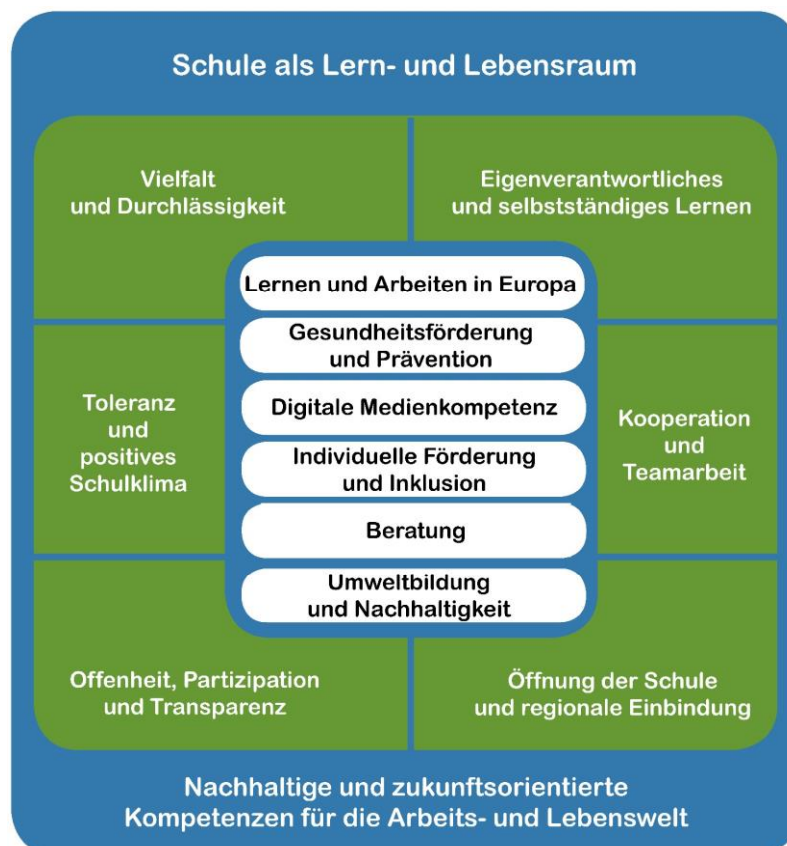 Schule als Lern- und Lebensraum
Vielfalt
und Durchlässigkeit
Eigenverantwortliches
und selbstständiges Lernen
Lernen und Arbeiten in Europa
Gesundheitsförderung
und Prävention
Digitale Medienkompetenz
Individuelle Förderung
und Inklusion
Beratung
Umweltbildung
und Nachhaltigkeit
Toleranz
und
positives
Schulklima
Kooperation
und
Teamarbeit
Offenheit, Partizipation
und Transparenz
Öffnung der Schule
und regionale Einbindung
Nachhaltige und zukunftsorientierte
Kompetenzen für die Arbeits- und Lebenswelt